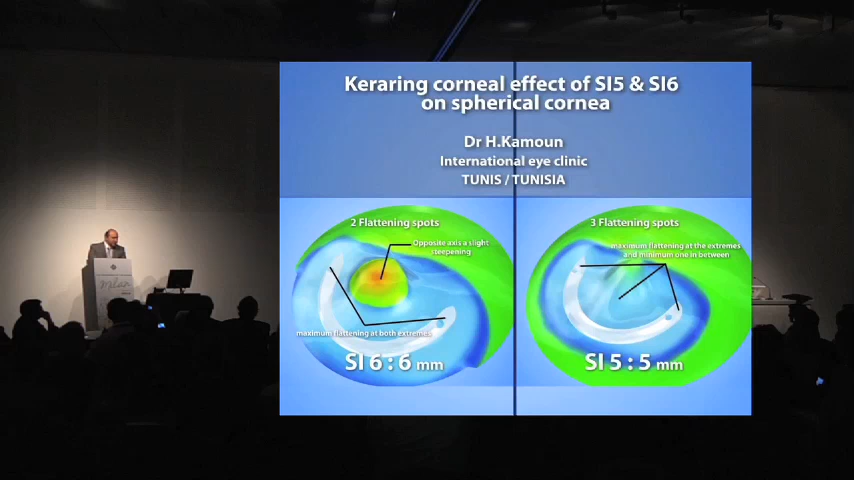 Keraring corneal effect of SI5 & SI6
on spherical cornea
Dr H.Kamoun
International eye clinic
TUNIS / TUNISIA
2 Flattening spots
Opposite axis a slight
steepening
maximum flattening at both extremes
SI 6 : 6 mm
3 Flattening spots
maximum flattening at the extremes
and minimum one in between
SI 5 : 5 mm
milan